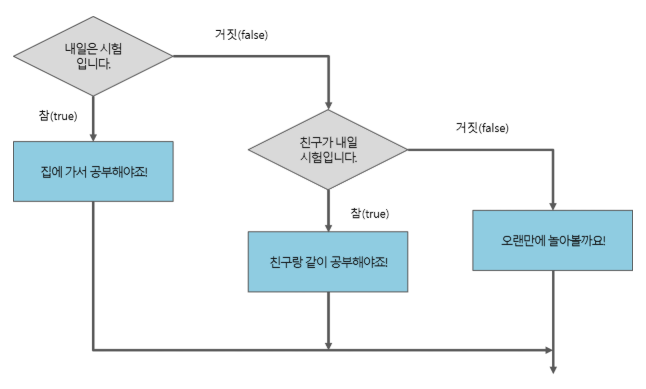 내일은 시험
입니다.
거짓(false)
참(true)
집에 가서 공부해야죠!
친구가 내일
시험입니다.
거짓(false)
참(true)
친구랑 같이 공부해야죠!
오랜만에 놀아볼까요!